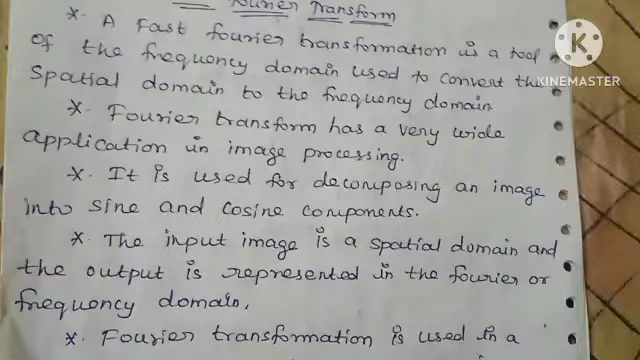 Fourier Transform
*. A Fast fourier transformation is a tool
of the frequency domain used to convert the
spatial domain to the frequency domain.
*. Fourier transform has a very wide
application in image processing.
*. It is used for decomposing an image
into sine and cosine components.
*. The input image is a spatial domain and
the output is represented in the fourier or
frequency domain.
*. Fourier transformation is used in a
KINEMASTER